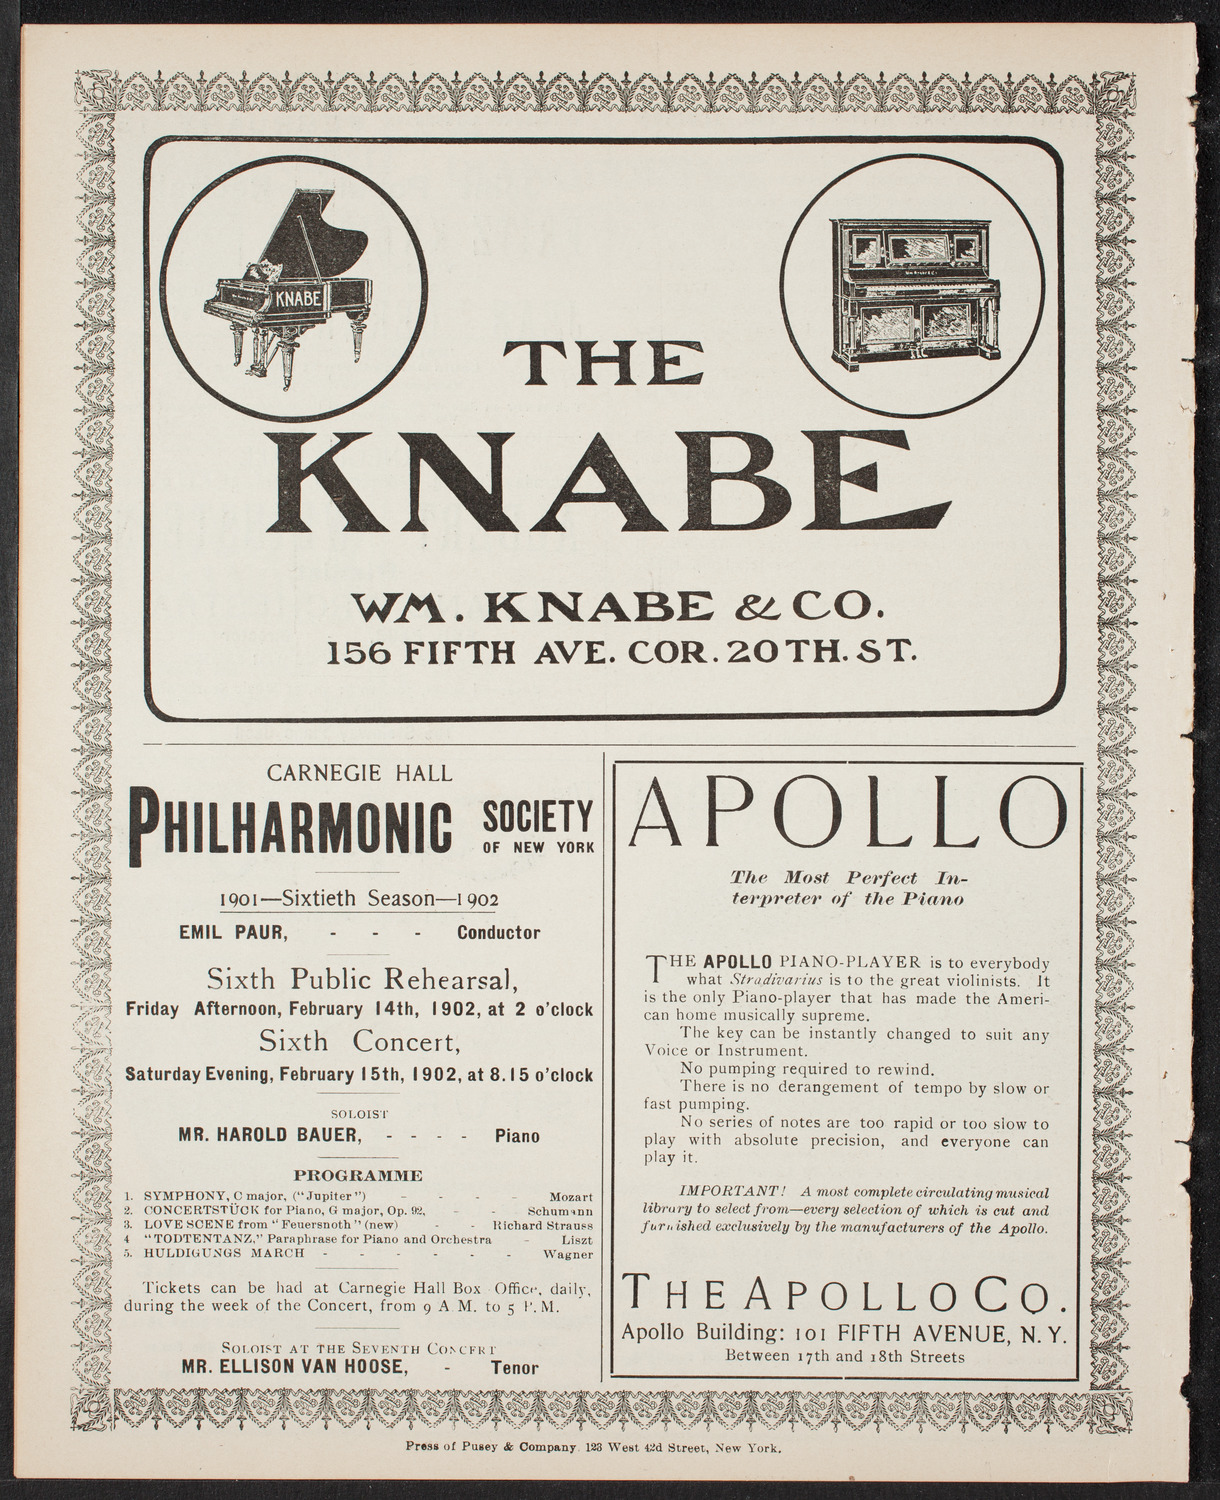 KNABE
THE
KNABE
WM. KNABE & CO.
156 FIFTH AVE. COR. 20TH. ST.
CARNEGIE HALL
PHILHARMONIC SOCIETY
OF NEW YORK
1901—Sixtieth Season—1902
EMIL PAUR, - - - Conductor
Sixth Public Rehearsal,
Friday Afternoon, February 14th, 1902, at 2 o'clock
Sixth Concert,
Saturday Evening, February 15th, 1902, at 8.15 o'clock
SOLOIST
MR. HAROLD BAUER, - - - - Piano
PROGRAMME
1. SYMPHONY, C major, ("Jupiter") - - - - Mozart
2. CONCERTSTÜCK for Piano, G major, Op. 92, - - Schumann
3. LOVE SCENE from "Feuersnoth" (new) - - Richard Strauss
4 "TODTENTANZ," Paraphrase for Piano and Orchestra - Liszt
5. HULDIGUNGS MARCH - - - - - - Wagner
Tickets can be had at Carnegie Hall Box Office, daily,
during the week of the Concert, from 9 A M. to 5 P. M.
SOLOIST AT THE SEVENTH CONCERT
MR. ELLISON VAN HOOSE, - Tenor
APOLLO
The Most Perfect In-
terpreter of the Piano
THE APOLLO PIANO-PLAYER is to everybody
what Stradivarius is to the great violinists. It
is the only Piano-player that has made the Ameri-
can home musically supreme.
The key can be instantly changed to suit any
Voice or Instrument.
No pumping required to rewind.
There is no derangement of tempo by slow or
fast pumping.
No series of notes are too rapid or too slow to
play with absolute precision, and everyone can
play it.
IMPORTANT! A most complete circulating musical
library to select from—every selection of which is cut and
furnished exclusively by the manufacturers of the Apollo.
THE APOLLO CO.
Apollo Building: 101 FIFTH AVENUE, N. Y.
Between 17th and 18th Streets
Press of Pusey & Company. 123 West 42d Street, New York.